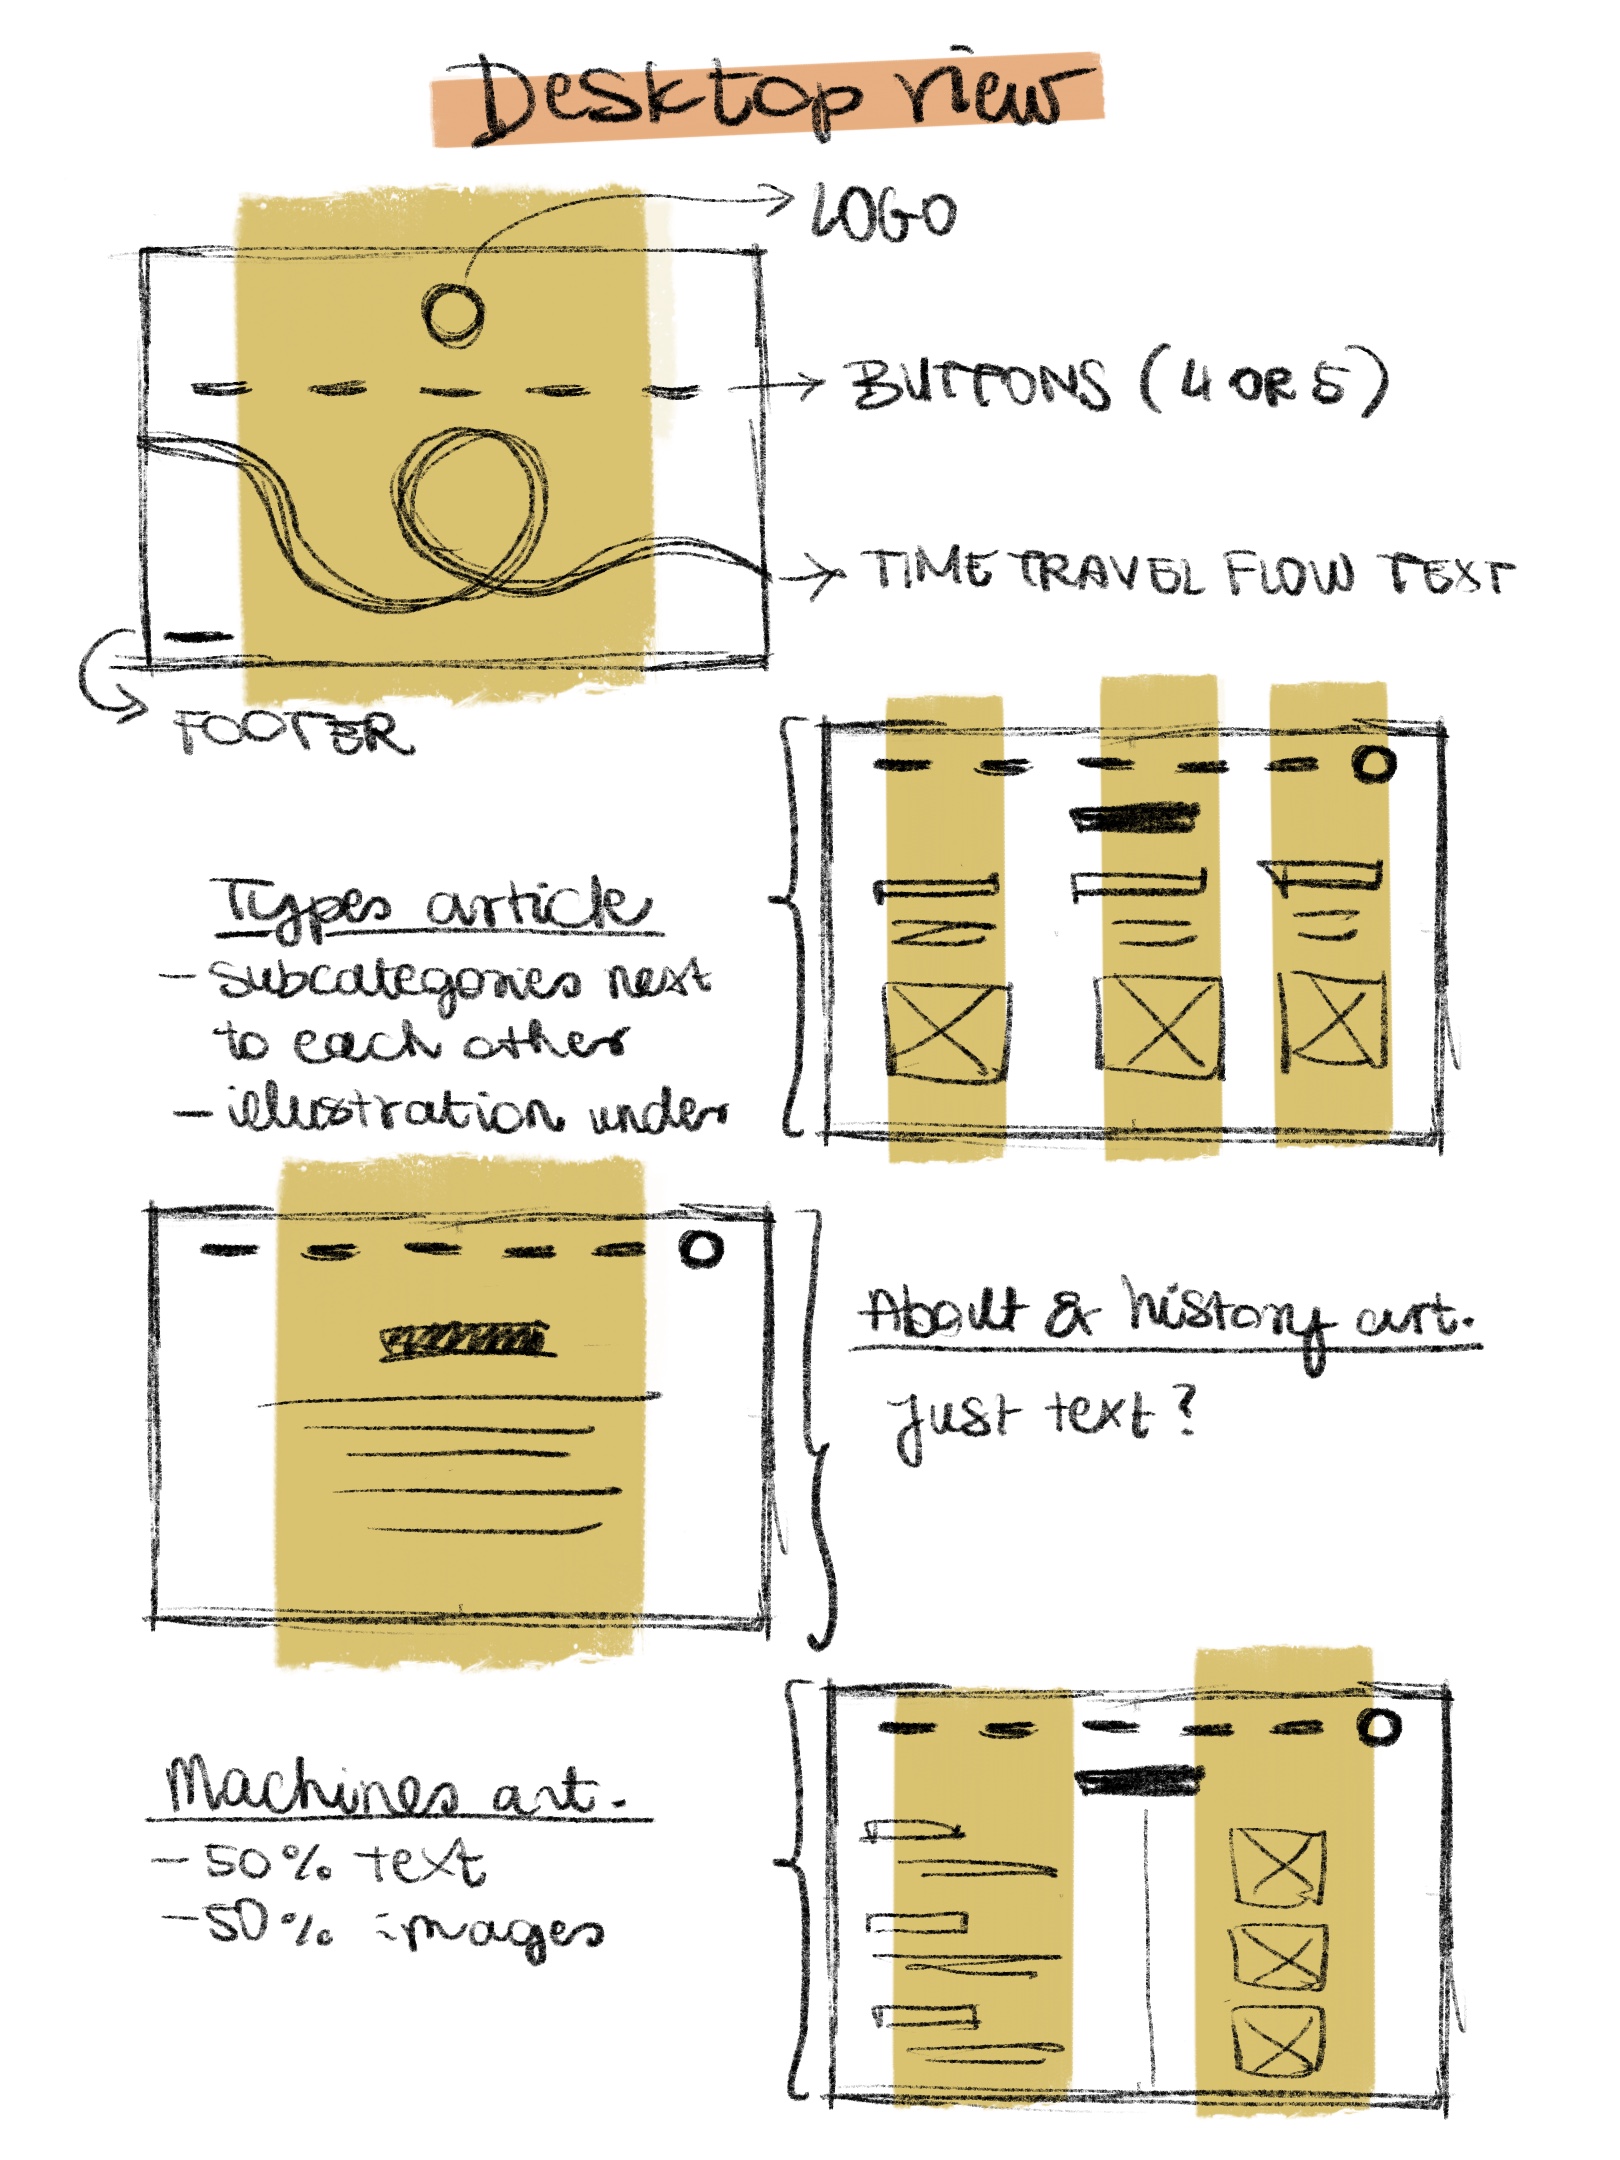 Desktop view
LOGO
BUTTONS (4 OR 5)
TIME TRAVEL FLOW TEXT
FOOTER
Types article
- subcategories next
to each other
- illustration under
About & history art.
just text?
Machines art.
- 50% text
- 50% images